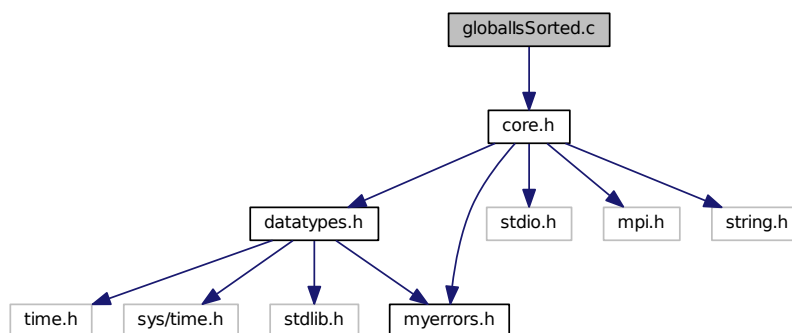 globalIsSorted.c
core.h
datatypes.h
stdio.h
mpi.h
string.h
time.h
sys/time.h
stdlib.h
myerrors.h